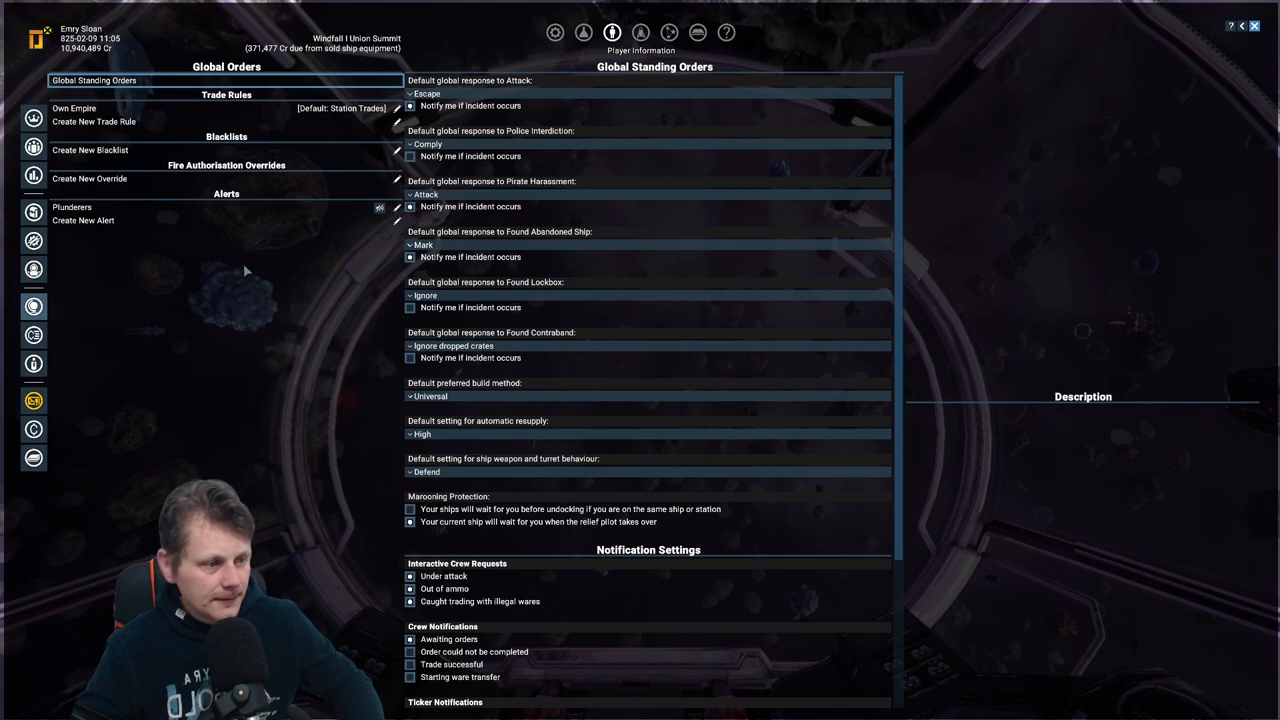 Emry Sloan
825-02-09 11:05
10,940,489 Cr
Windfall I Union Summit
(371,477 Cr due from sold ship equipment)
Player Information
? < X
Global Orders
Global Standing Orders
Trade Rules
Own Empire [Default: Station Trades]
Create New Trade Rule
Blacklists
Create New Blacklist
Fire Authorisation Overrides
Create New Override
Alerts
Plunderers
Create New Alert
Global Standing Orders
Default global response to Attack:
Escape
Notify me if incident occurs
Default global response to Police Interdiction:
Comply
Notify me if incident occurs
Default global response to Pirate Harassment:
Attack
Notify me if incident occurs
Default global response to Found Abandoned Ship:
Mark
Notify me if incident occurs
Default global response to Found Lockbox:
Ignore
Notify me if incident occurs
Default global response to Found Contraband:
Ignore dropped crates
Notify me if incident occurs
Default preferred build method:
Universal
Default setting for automatic resupply:
High
Default setting for ship weapon and turret behaviour:
Defend
Marooning Protection:
Your ships will wait for you before undocking if you are on the same ship or station
Your current ship will wait for you when the relief pilot takes over
Notification Settings
Interactive Crew Requests
Under attack
Out of ammo
Caught trading with illegal wares
Crew Notifications
Awaiting orders
Order could not be completed
Trade successful
Starting ware transfer
Ticker Notifications
Description